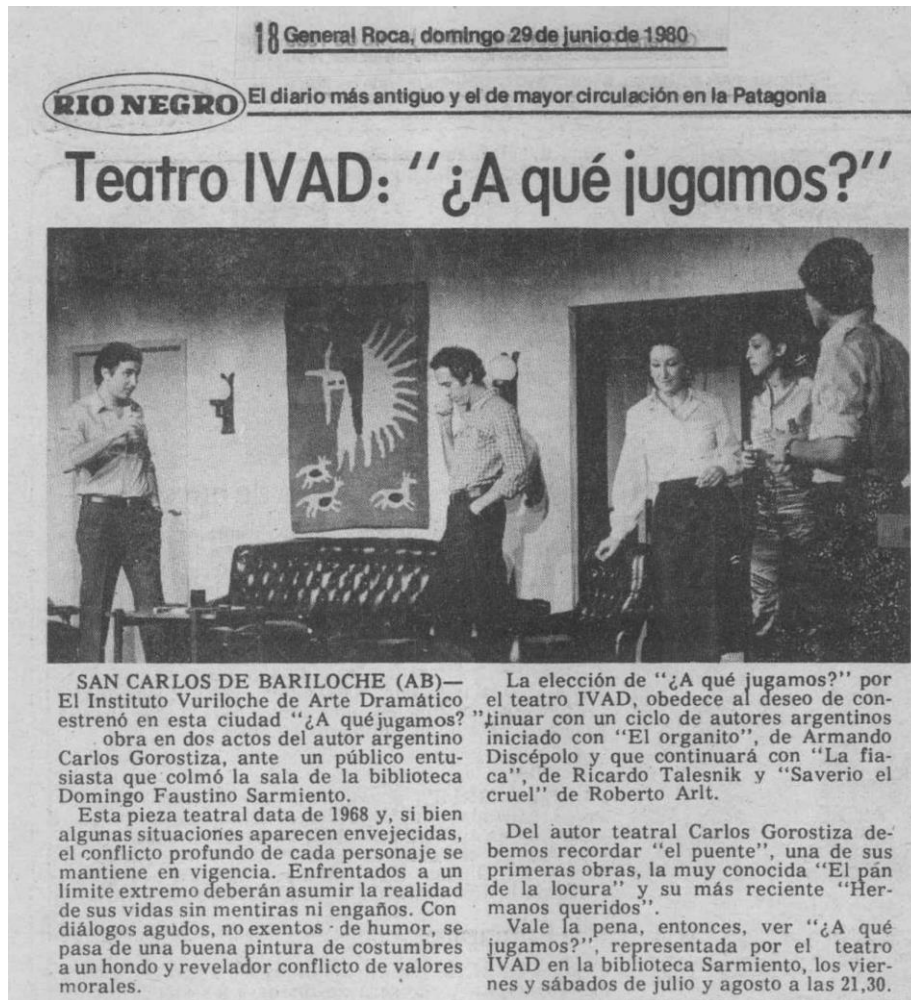 18 General Roca, domingo 29 de junio de 1980
RIO NEGRO El diario más antiguo y el de mayor circulación en la Patagonia
Teatro IVAD: "¿A qué jugamos?"
SAN CARLOS DE BARILOCHE (AB)—
El Instituto Vuriloche de Arte Dramático
estrenó en esta ciudad "¿A qué jugamos?",
obra en dos actos del autor argentino
Carlos Gorostiza, ante un público entu-
siasta que colmó la sala de la biblioteca
Domingo Faustino Sarmiento.
Esta pieza teatral data de 1968 y, si bien
algunas situaciones aparecen envejecidas,
el conflicto profundo de cada personaje se
mantiene en vigencia. Enfrentados a un
límite extremo deberán asumir la realidad
de sus vidas sin mentiras ni engaños. Con
diálogos agudos, no exentos · de humor, se
pasa de una buena pintura de costumbres
a un hondo y revelador conflicto de valores
morales.
La elección de "¿A qué jugamos?" por
el teatro IVAD, obedece al deseo de con-
tinuar con un ciclo de autores argentinos
iniciado con "El organito", de Armando
Discépolo y que continuará con "La fia-
ca", de Ricardo Talesnik y "Saverio el
cruel" de Roberto Arlt.
Del autor teatral Carlos Gorostiza de-
bemos recordar "el puente", una de sus
primeras obras, la muy conocida "El pan
de la locura" y su más reciente "Her-
manos queridos".
Vale la pena, entonces, ver "¿A qué
jugamos?", representada por el teatro
IVAD en la biblioteca Sarmiento, los vier-
nes y sábados de julio y agosto a las 21,30.